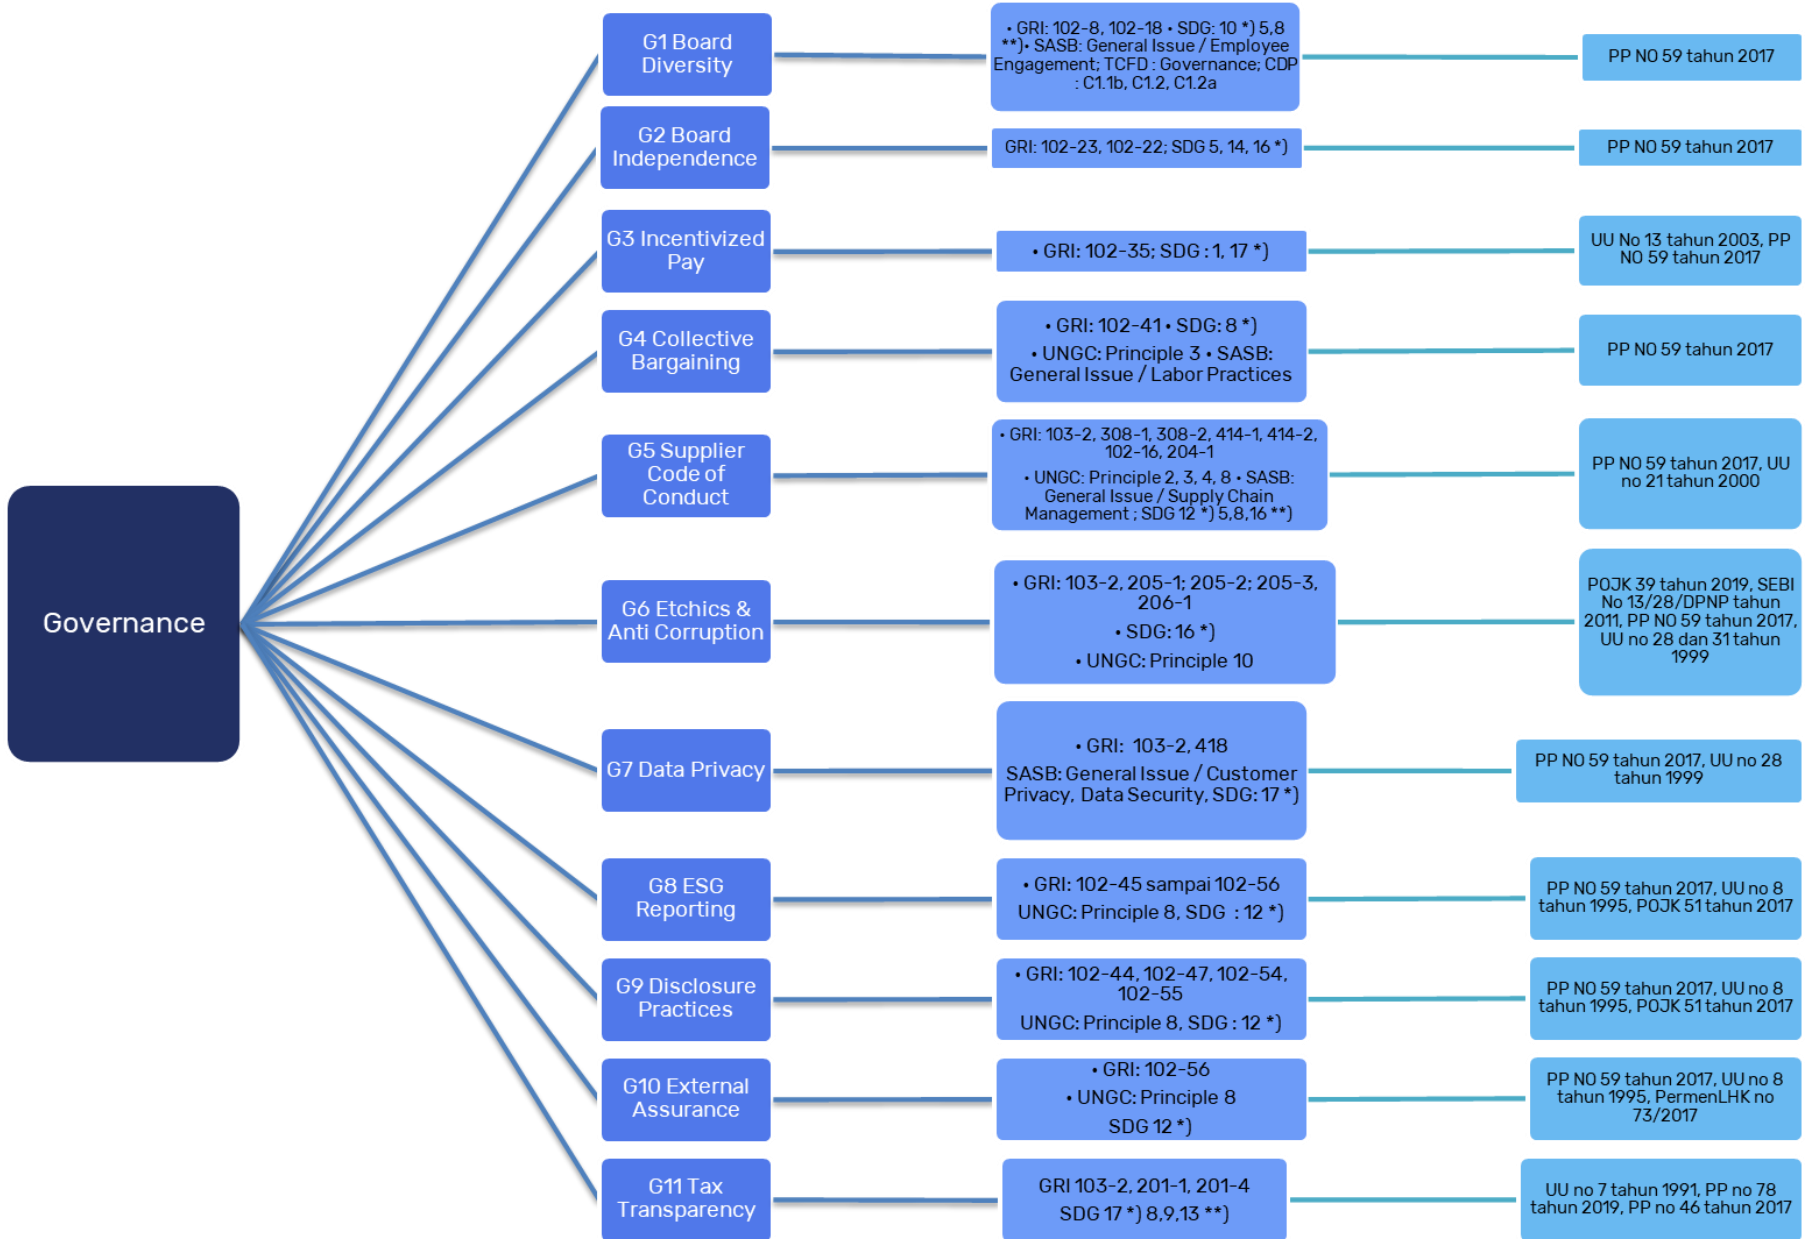 Governance
G1 Board
Diversity
• GRI: 102-8, 102-18 • SDG: 10 *) 5,8
**)• SASB: General Issue / Employee
Engagement; TCFD : Governance; CDP
: C1.1b, C1.2, C1.2a
PP NO 59 tahun 2017
G2 Board
Independence
GRI: 102-23, 102-22; SDG 5, 14, 16 *)
PP NO 59 tahun 2017
G3 Incentivized
Pay
• GRI: 102-35; SDG : 1, 17 *)
UU No 13 tahun 2003, PP
NO 59 tahun 2017
G4 Collective
Bargaining
• GRI: 102-41 • SDG: 8 *)
• UNGC: Principle 3 • SASB:
General Issue / Labor Practices
PP NO 59 tahun 2017
G5 Supplier
Code of
Conduct
• GRI: 103-2, 308-1, 308-2, 414-1, 414-2,
102-16, 204-1
• UNGC: Principle 2, 3, 4, 8 • SASB:
General Issue / Supply Chain
Management ; SDG 12 *) 5,8,16 **)
PP NO 59 tahun 2017, UU
no 21 tahun 2000
G6 Etchics &
Anti Corruption
• GRI: 103-2, 205-1; 205-2; 205-3,
206-1
• SDG: 16 *)
• UNGC: Principle 10
POJK 39 tahun 2019, SEBI
No 13/28/DPNP tahun
2011, PP NO 59 tahun 2017,
UU no 28 dan 31 tahun
1999
G7 Data Privacy
• GRI:  103-2, 418
SASB: General Issue / Customer
Privacy, Data Security, SDG: 17 *)
PP NO 59 tahun 2017, UU no 28
tahun 1999
G8 ESG
Reporting
• GRI: 102-45 sampai 102-56
UNGC: Principle 8, SDG  : 12 *)
PP NO 59 tahun 2017, UU no 8
tahun 1995, POJK 51 tahun 2017
G9 Disclosure
Practices
• GRI: 102-44, 102-47, 102-54,
102-55
UNGC: Principle 8, SDG : 12 *)
PP NO 59 tahun 2017, UU no 8
tahun 1995, POJK 51 tahun 2017
G10 External
Assurance
• GRI: 102-56
• UNGC: Principle 8
SDG 12 *)
PP NO 59 tahun 2017, UU no 8
tahun 1995, PermenLHK no
73/2017
G11 Tax
Transparency
GRI 103-2, 201-1, 201-4
SDG 17 *) 8,9,13 **)
UU no 7 tahun 1991, PP no 78
tahun 2019, PP no 46 tahun 2017